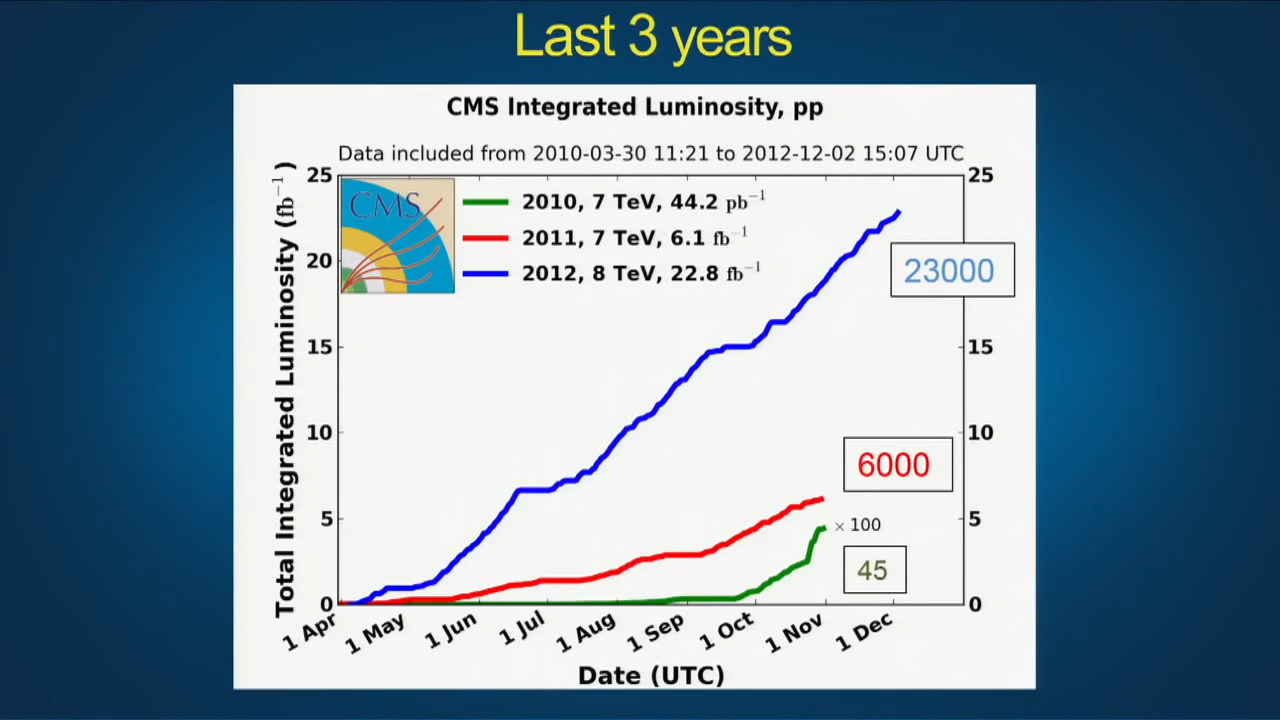 Last 3 years
CMS Integrated Luminosity, pp
Data included from 2010-03-30 11:21 to 2012-12-02 15:07 UTC
CMS
2010, 7 TeV, 44.2 pb⁻¹
2011, 7 TeV, 6.1 fb⁻¹
2012, 8 TeV, 22.8 fb⁻¹
Total Integrated Luminosity (fb⁻¹)
25
20
15
10
5
0
25
15
10
5
0
23000
6000
× 100
45
1 Apr
1 May
1 Jun
1 Jul
1 Aug
1 Sep
1 Oct
1 Nov
1 Dec
Date (UTC)